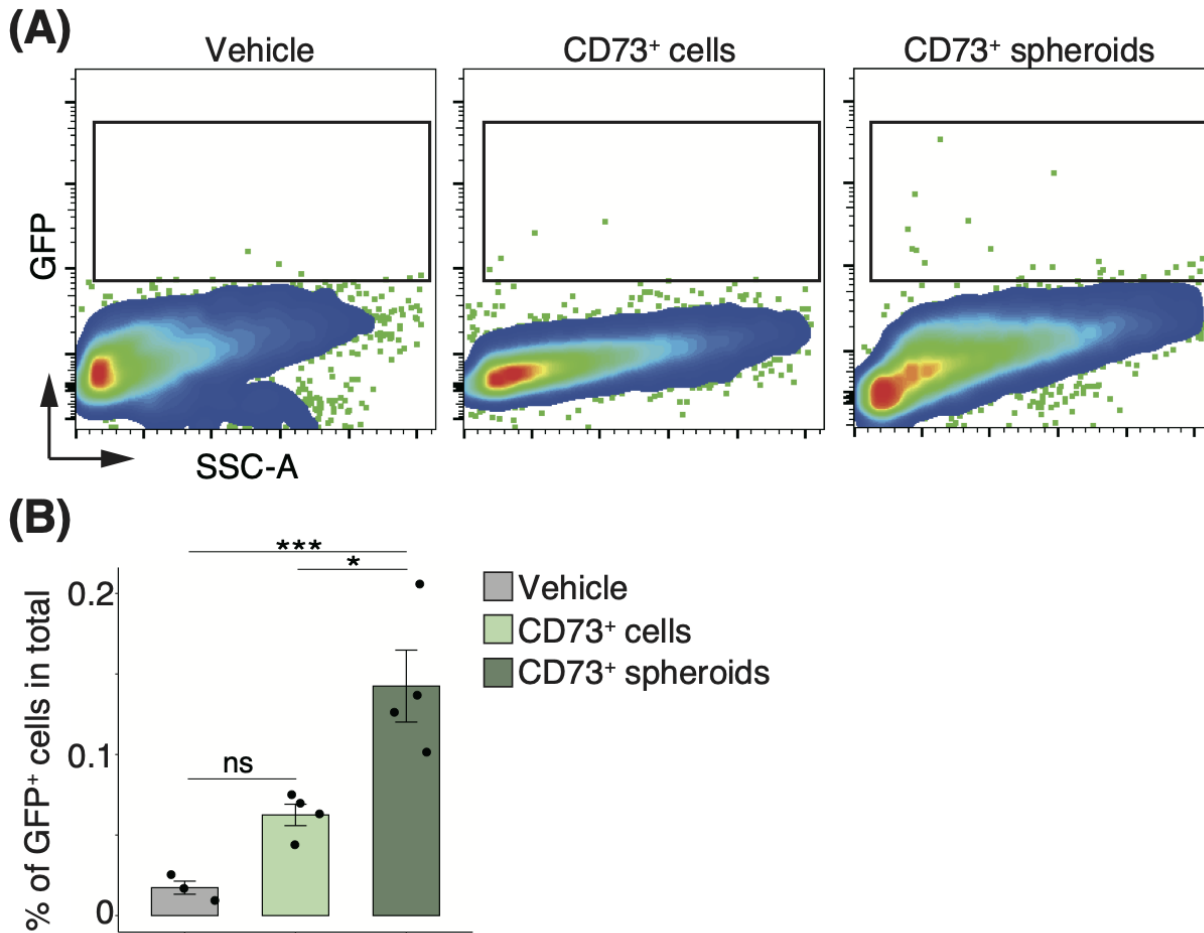 (A)
Vehicle
CD73⁺ cells
CD73⁺ spheroids
GFP
SSC-A
(B)
***
*
ns
% of GFP⁺ cells in total
0.2
0.1
0
Vehicle
CD73⁺ cells
CD73⁺ spheroids